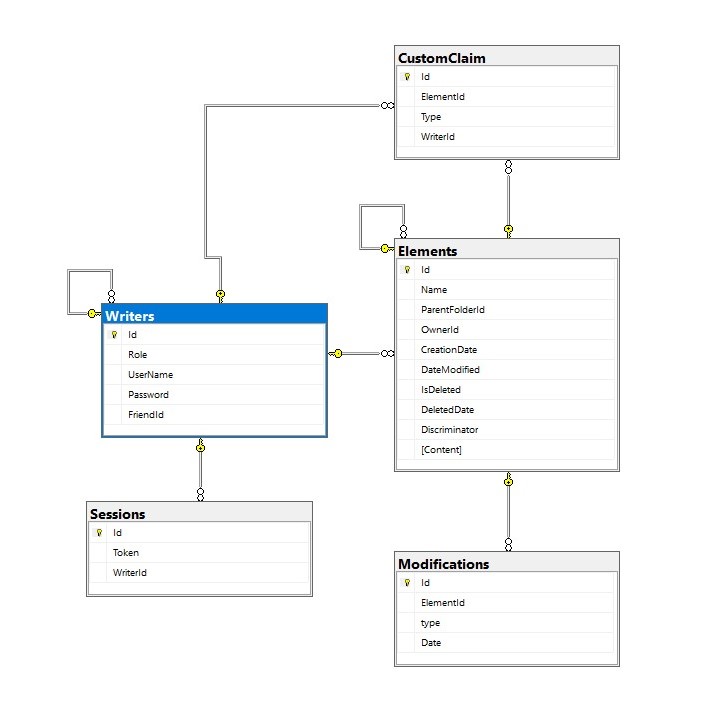 CustomClaim
Id
ElementId
Type
WriterId
Elements
Id
Name
ParentFolderId
OwnerId
CreationDate
DateModified
IsDeleted
DeletedDate
Discriminator
[Content]
Writers
Id
Role
UserName
Password
FriendId
Sessions
Id
Token
WriterId
Modifications
Id
ElementId
type
Date